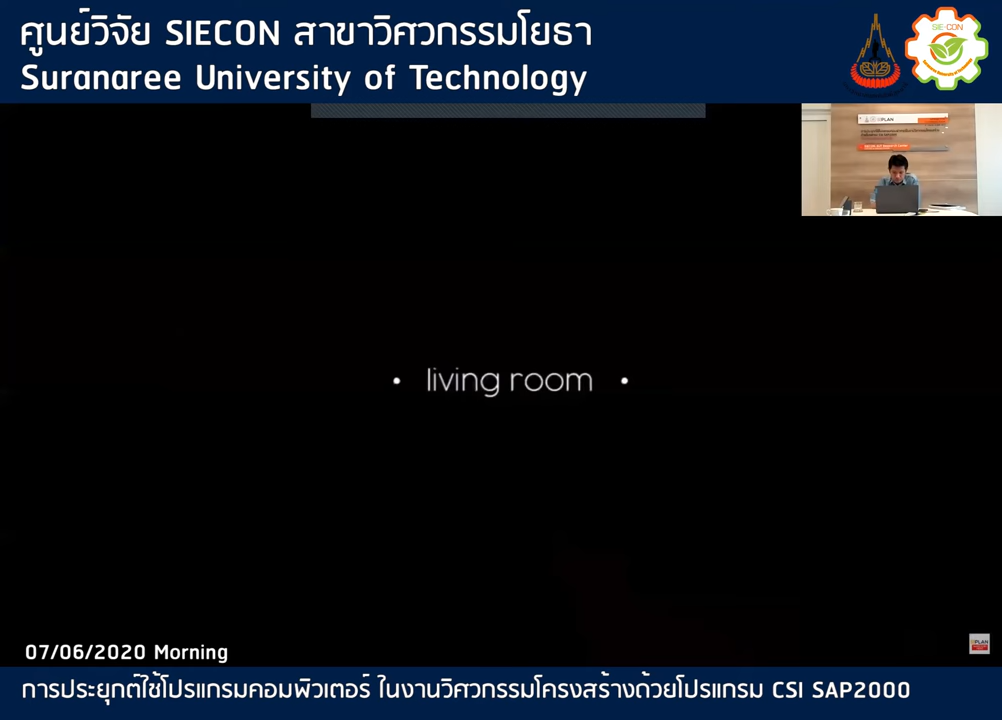 ศูนย์วิจัย SIECON สาขาวิศวกรรมโยธา
Suranaree University of Technology
SIE-CON
PLAN
• living room •
PLAN
07/06/2020 Morning
การประยุกต์ใช้โปรแกรมคอมพิวเตอร์ ในงานวิศวกรรมโครงสร้างด้วยโปรแกรม CSI SAP2000